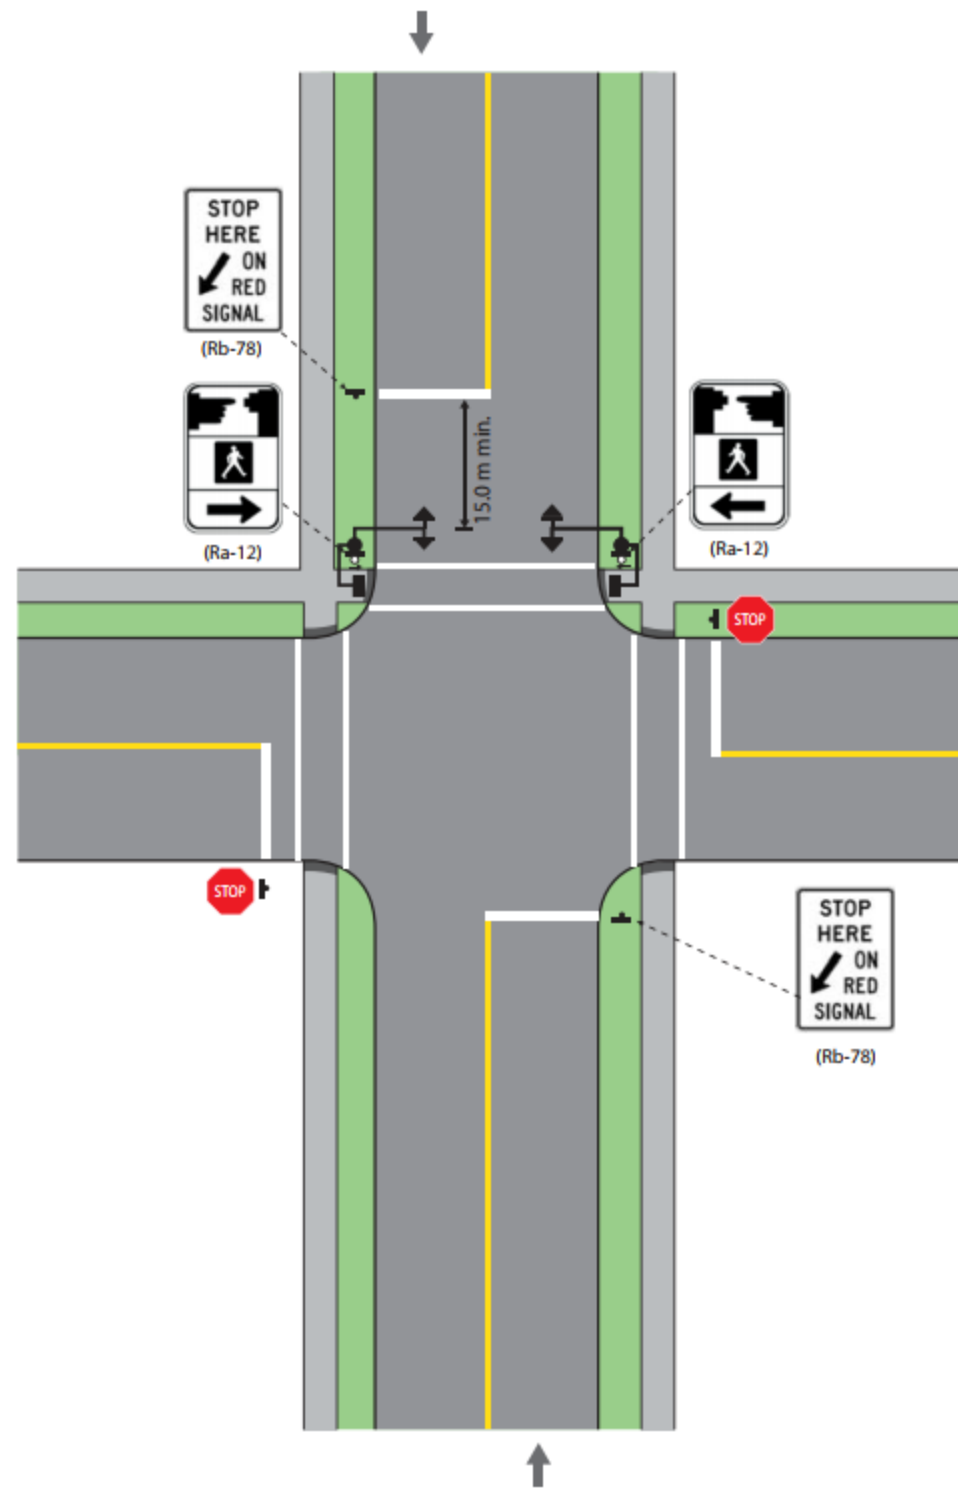 STOP
HERE
ON
RED
SIGNAL
(Rb-78)
(Ra-12)
15.0 m min.
(Ra-12)
STOP
STOP
STOP
HERE
ON
RED
SIGNAL
(Rb-78)